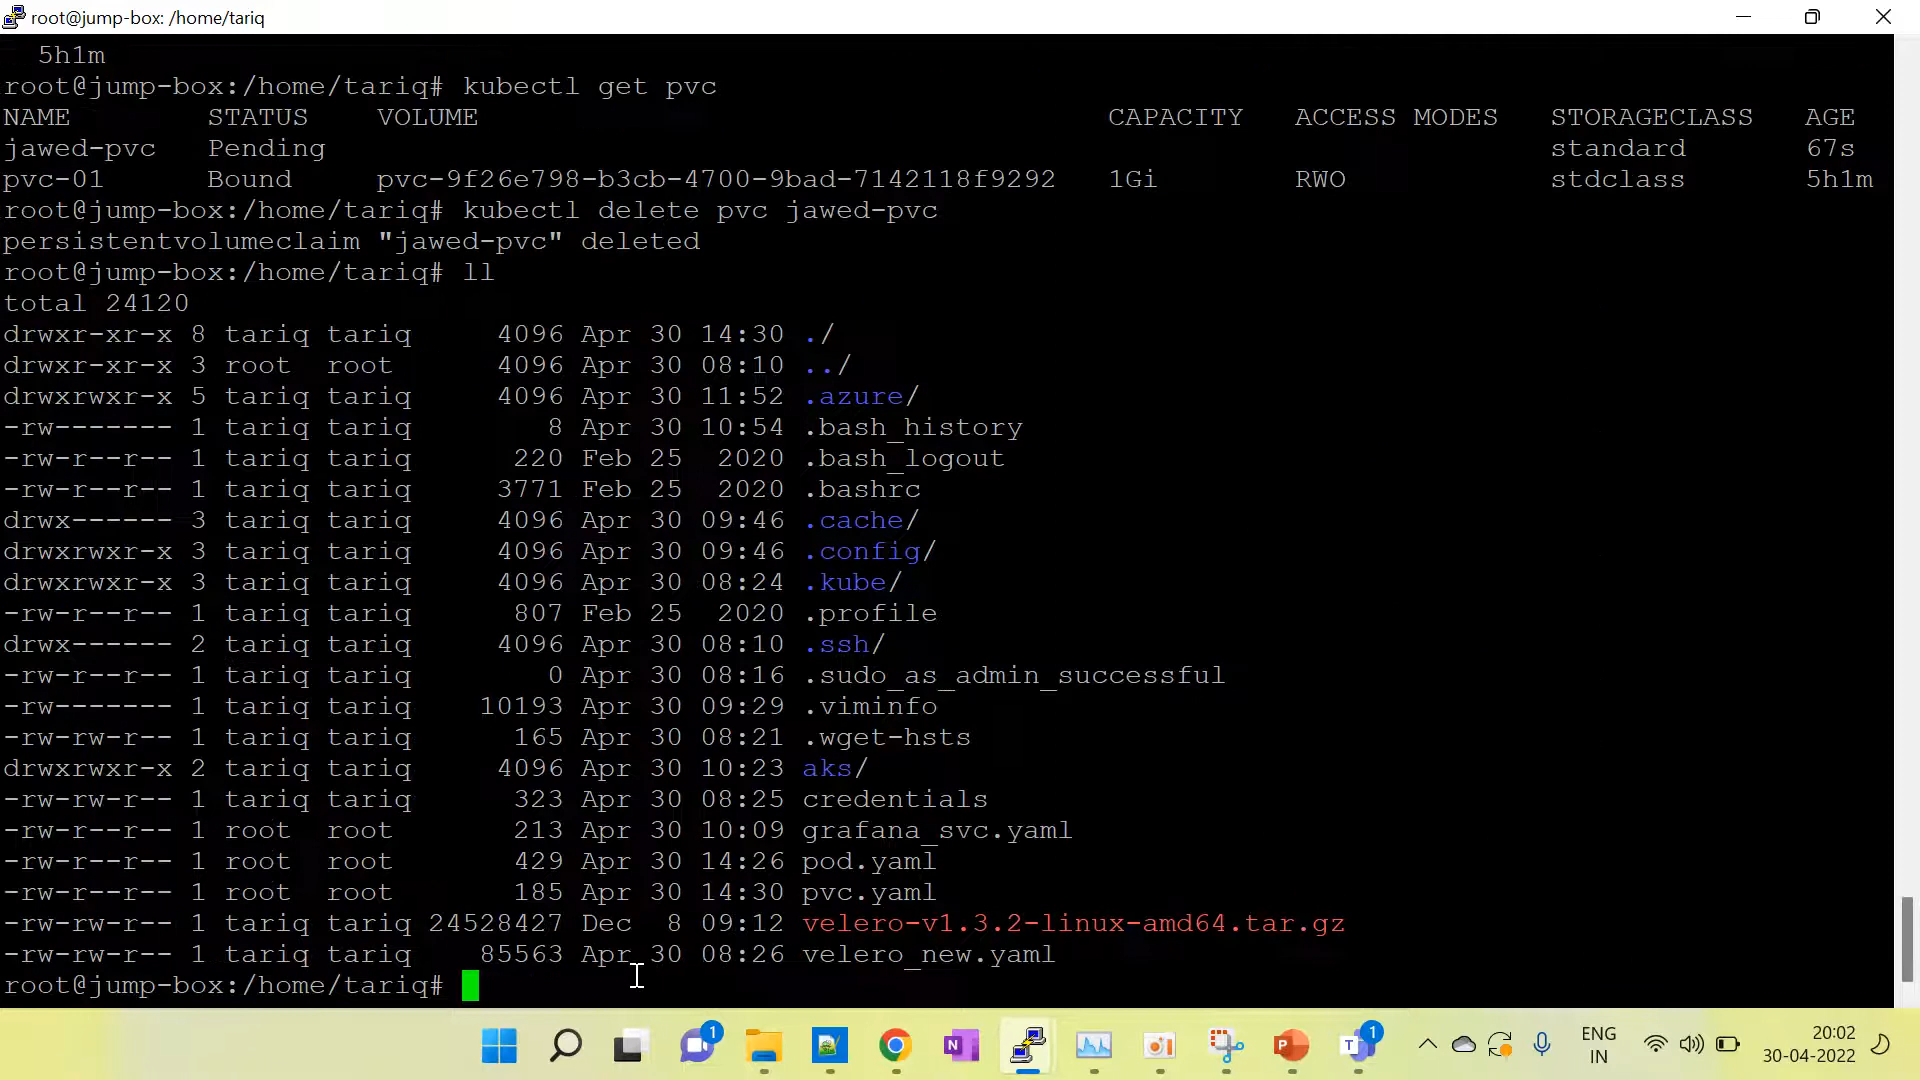 root@jump-box: /home/tariq
5h1m
root@jump-box:/home/tariq# kubectl get pvc
NAME STATUS VOLUME CAPACITY ACCESS MODES STORAGECLASS AGE
jawed-pvc Pending standard 67s
pvc-01 Bound pvc-9f26e798-b3cb-4700-9bad-7142118f9292 1Gi RWO stdclass 5h1m
root@jump-box:/home/tariq# kubectl delete pvc jawed-pvc
persistentvolumeclaim "jawed-pvc" deleted
root@jump-box:/home/tariq# ll
total 24120
drwxr-xr-x 8 tariq tariq 4096 Apr 30 14:30 ./
drwxr-xr-x 3 root root 4096 Apr 30 08:10 ../
drwxrwxr-x 5 tariq tariq 4096 Apr 30 11:52 .azure/
-rw------- 1 tariq tariq 8 Apr 30 10:54 .bash_history
-rw-r--r-- 1 tariq tariq 220 Feb 25 2020 .bash_logout
-rw-r--r-- 1 tariq tariq 3771 Feb 25 2020 .bashrc
drwx------ 3 tariq tariq 4096 Apr 30 09:46 .cache/
drwxrwxr-x 3 tariq tariq 4096 Apr 30 09:46 .config/
drwxrwxr-x 3 tariq tariq 4096 Apr 30 08:24 .kube/
-rw-r--r-- 1 tariq tariq 807 Feb 25 2020 .profile
drwx------ 2 tariq tariq 4096 Apr 30 08:10 .ssh/
-rw-r--r-- 1 tariq tariq 0 Apr 30 08:16 .sudo_as_admin_successful
-rw------- 1 tariq tariq 10193 Apr 30 09:29 .viminfo
-rw-rw-r-- 1 tariq tariq 165 Apr 30 08:21 .wget-hsts
drwxrwxr-x 2 tariq tariq 4096 Apr 30 10:23 aks/
-rw-rw-r-- 1 tariq tariq 323 Apr 30 08:25 credentials
-rw-r--r-- 1 root root 213 Apr 30 10:09 grafana_svc.yaml
-rw-r--r-- 1 root root 429 Apr 30 14:26 pod.yaml
-rw-r--r-- 1 root root 185 Apr 30 14:30 pvc.yaml
-rw-rw-r-- 1 tariq tariq 24528427 Dec 8 09:12 velero-v1.3.2-linux-amd64.tar.gz
-rw-rw-r-- 1 tariq tariq 85563 Apr 30 08:26 velero_new.yaml
root@jump-box:/home/tariq#
1
N
P
T
1
ENG
IN
20:02
30-04-2022